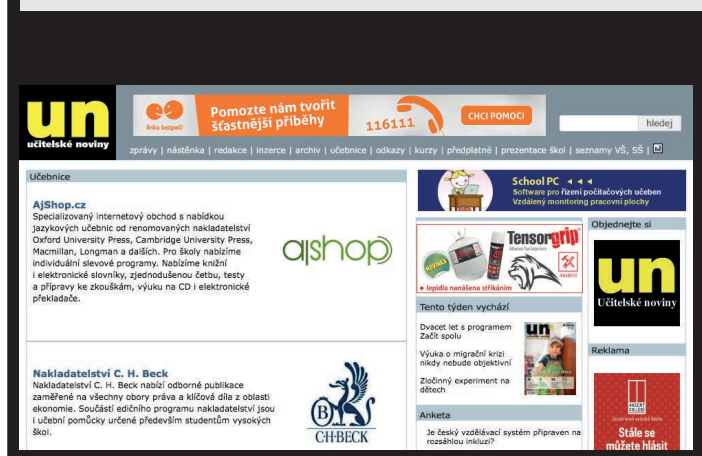 un
učitelské noviny
linka bezpečí
Pomozte nám tvořit
šťastnější příběhy
116111
CHCI POMOCI
hledej
zprávy | nástěnka | redakce | inzerce | archiv | učebnice | odkazy | kurzy | předplatné | prezentace škol | seznamy VŠ, SŠ |
Učebnice
AjShop.cz
Specializovaný internetový obchod s nabídkou
jazykových učebnic od renomovaných nakladatelství
Oxford University Press, Cambridge University Press,
Macmillan, Longman a dalších. Pro školy nabízíme
individuální slevové programy. Nabízíme knižní
i elektronické slovníky, zjednodušenou četbu, testy
a přípravy ke zkouškám, výuku na CD i elektronické
překladače.
ajshop
Nakladatelství C. H. Beck
Nakladatelství C. H. Beck nabízí odborné publikace
zaměřené na všechny obory práva a klíčová díla z oblasti
ekonomie. Součástí edičního programu nakladatelství jsou
i učební pomůcky určené především studentům vysokých
škol.
B
CH·BECK
School PC
Software pro řízení počítačových učeben
Vzdálený monitoring pracovní plochy
Tensorgrip
NOVINKA
• lepidla nanášena stříkáním
Tento týden vychází
Dvacet let s programem
Začít spolu
Výuka o migrační krizi
nikdy nebude objektivní
Zločinný experiment na
dětech
un
Anketa
Je český vzdělávací systém připraven na
rozsáhlou inkluzi?
Objednejte si
un
Učitelské noviny
Reklama
AKCENT
COLLEGE
Stále se
můžete hlásit